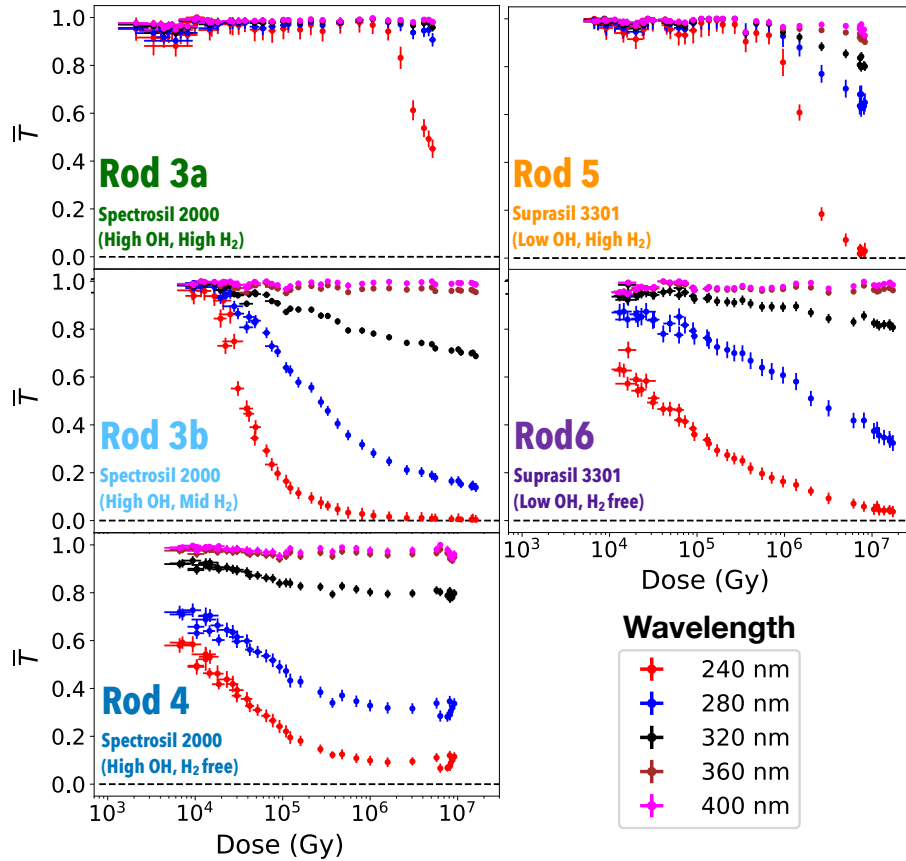 1.0
0.8
0.6
0.4
0.2
0.0
T̿
Rod 3a
Spectrosil 2000
(High OH, High H₂)
Rod 5
Suprasil 3301
(Low OH, High H₂)
1.0
0.8
0.6
0.4
0.2
0.0
T̿
Rod 3b
Spectrosil 2000
(High OH, Mid H₂)
Rod6
Suprasil 3301
(Low OH, H₂ free)
10³ 10⁴ 10⁵ 10⁶ 10⁷
Dose (Gy)
1.0
0.8
0.6
0.4
0.2
0.0
T̿
Rod 4
Spectrosil 2000
(High OH, H₂ free)
10³ 10⁴ 10⁵ 10⁶ 10⁷
Dose (Gy)
Wavelength
240 nm
280 nm
320 nm
360 nm
400 nm